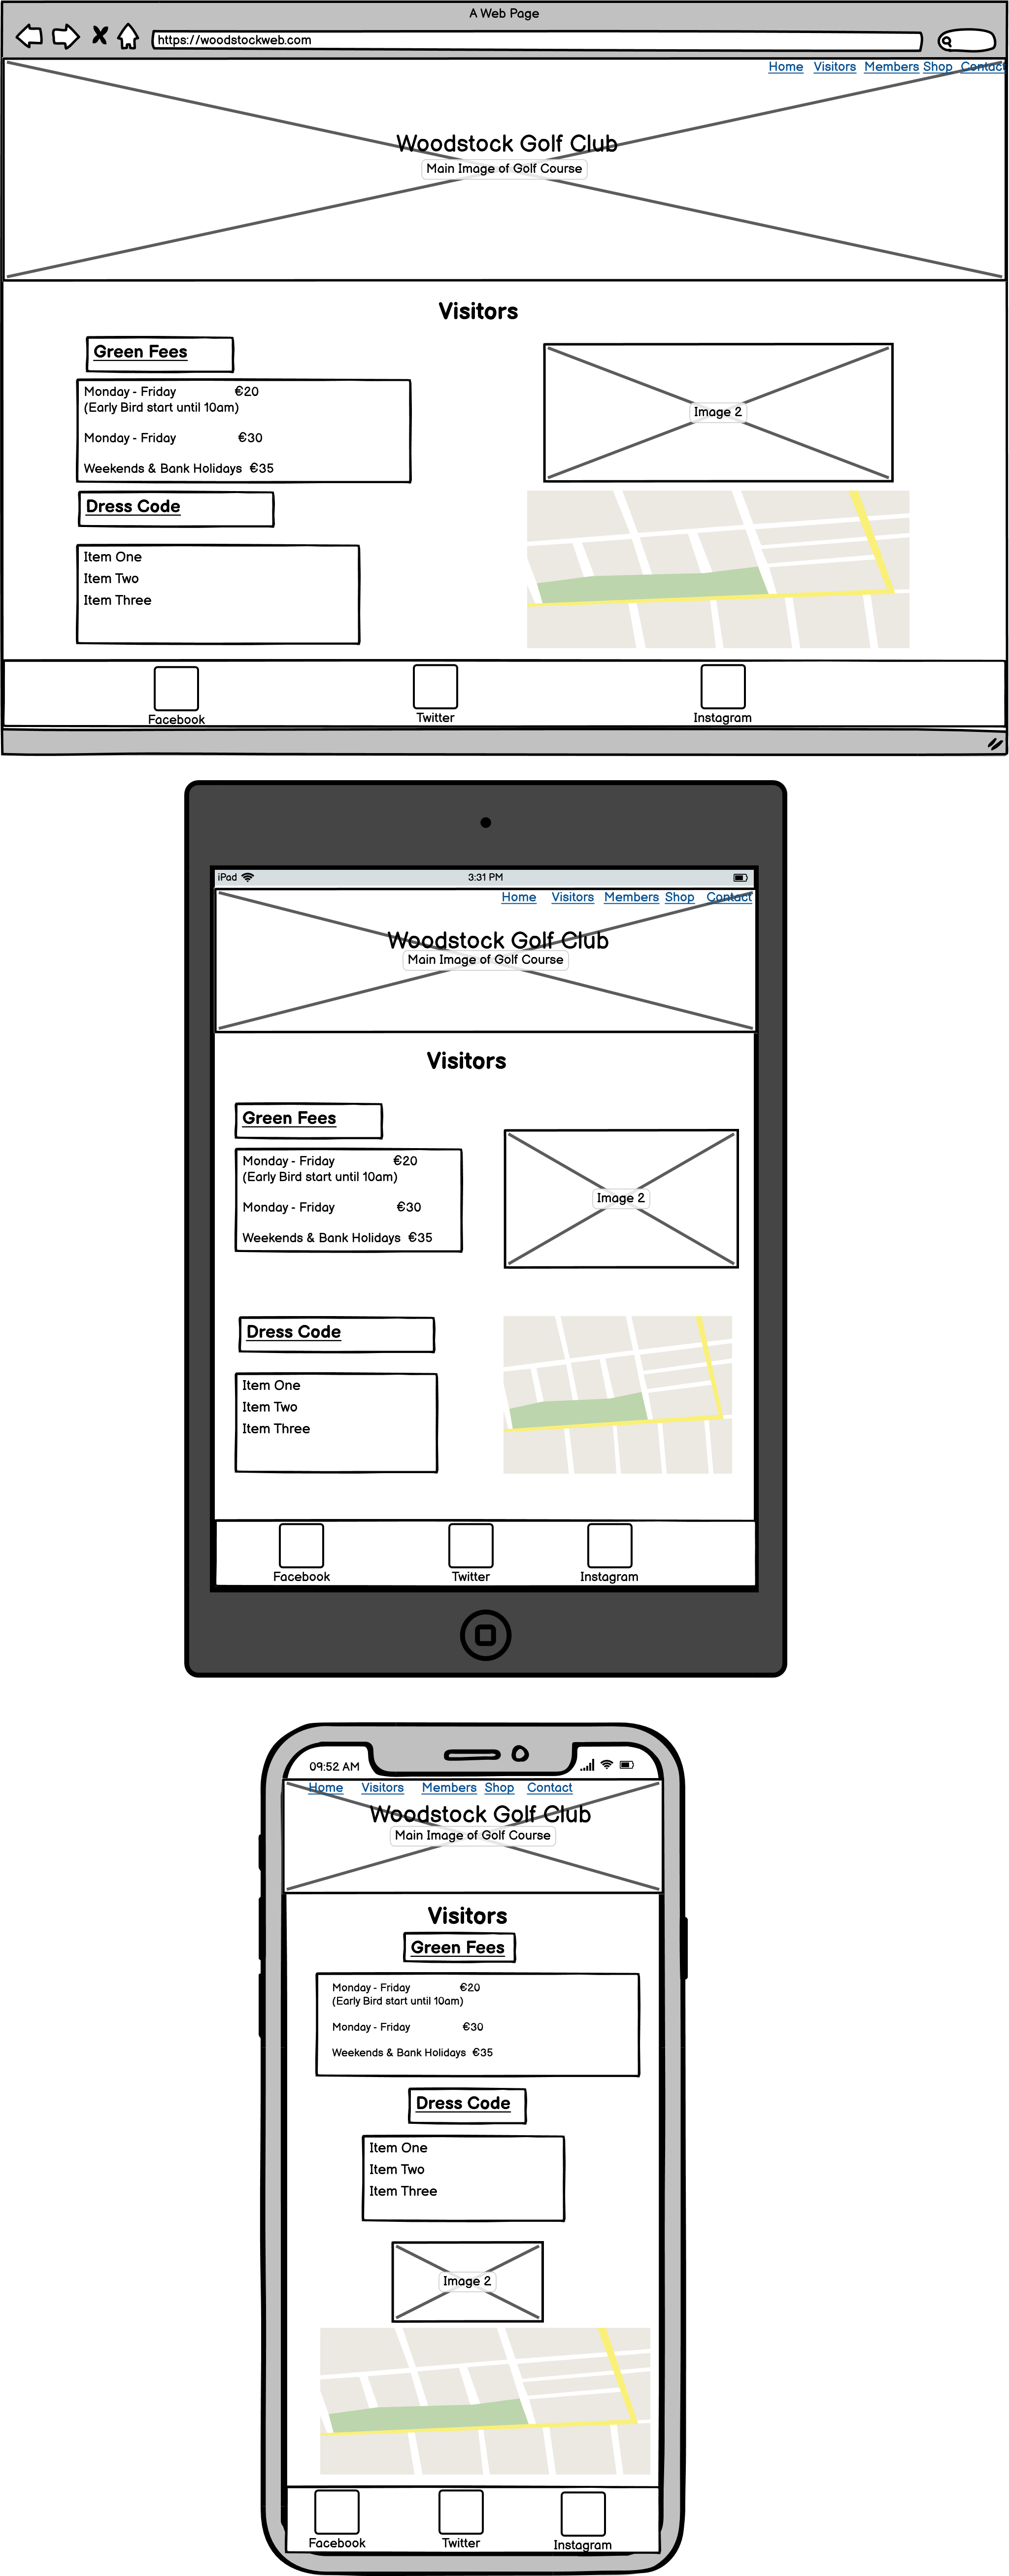 A Web Page
https://woodstockweb.com
Home Visitors Members Shop Contact
Woodstock Golf Club
Main Image of Golf Course
Visitors
Green Fees
Monday - Friday €20
(Early Bird start until 10am)
Monday - Friday €30
Weekends & Bank Holidays €35
Image 2
Dress Code
Item One
Item Two
Item Three
Facebook Twitter Instagram
iPad 3:31 PM
Home Visitors Members Shop Contact
Woodstock Golf Club
Main Image of Golf Course
Visitors
Green Fees
Monday - Friday €20
(Early Bird start until 10am)
Monday - Friday €30
Weekends & Bank Holidays €35
Image 2
Dress Code
Item One
Item Two
Item Three
Facebook Twitter Instagram
09:52 AM
Home Visitors Members Shop Contact
Woodstock Golf Club
Main Image of Golf Course
Visitors
Green Fees
Monday - Friday €20
(Early Bird start until 10am)
Monday - Friday €30
Weekends & Bank Holidays €35
Dress Code
Item One
Item Two
Item Three
Image 2
Facebook Twitter Instagram